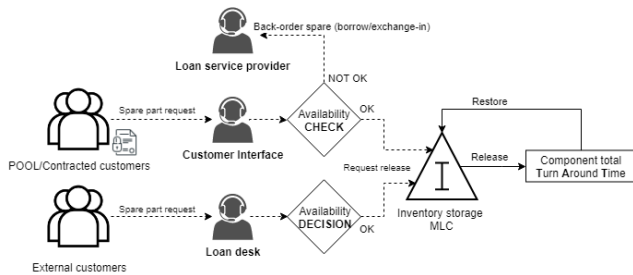 Back-order spare (borrow/exchange-in)
Loan service provider
NOT OK
Spare part request
Availability
CHECK
OK
Restore
POOL/Contracted customers
Customer Interface
Request release
I
Release
Component total
Turn Around Time
Spare part request
Availability
DECISION
OK
Inventory storage
MLC
Loan desk
External customers